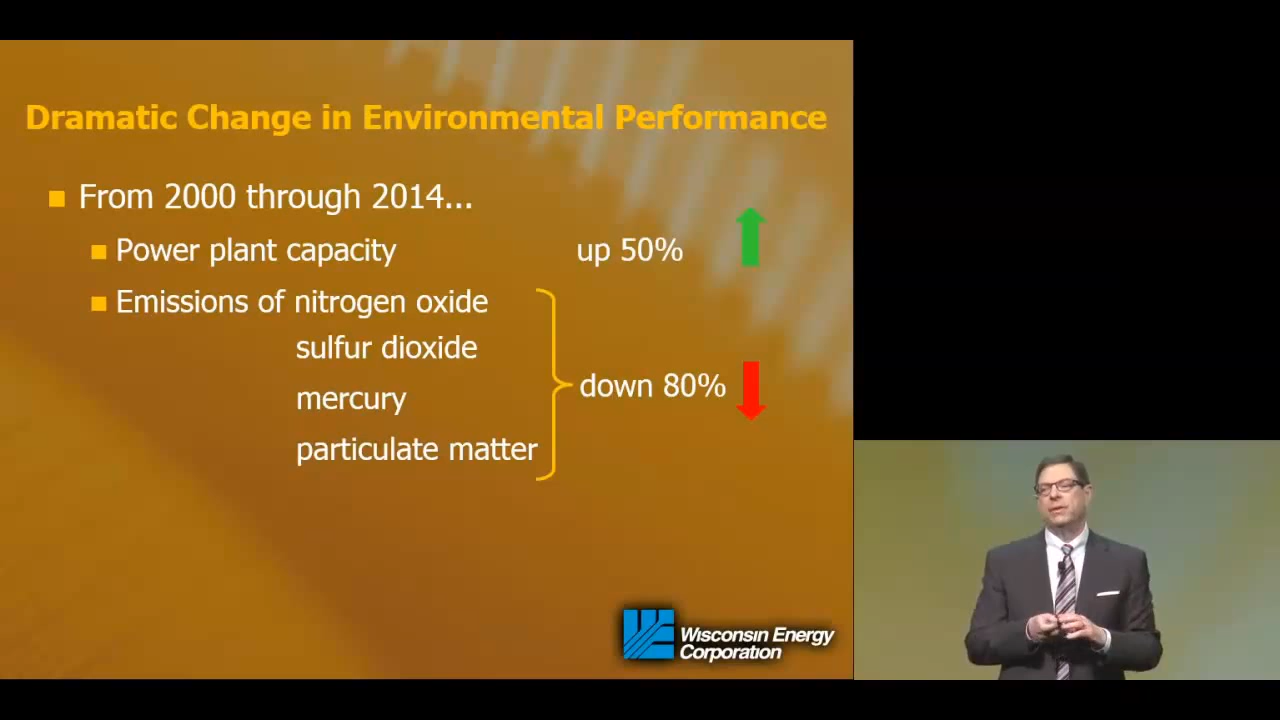 Dramatic Change in Environmental Performance
From 2000 through 2014...
Power plant capacity up 50%
Emissions of nitrogen oxide
sulfur dioxide
down 80%
mercury
particulate matter
Wisconsin Energy
Corporation